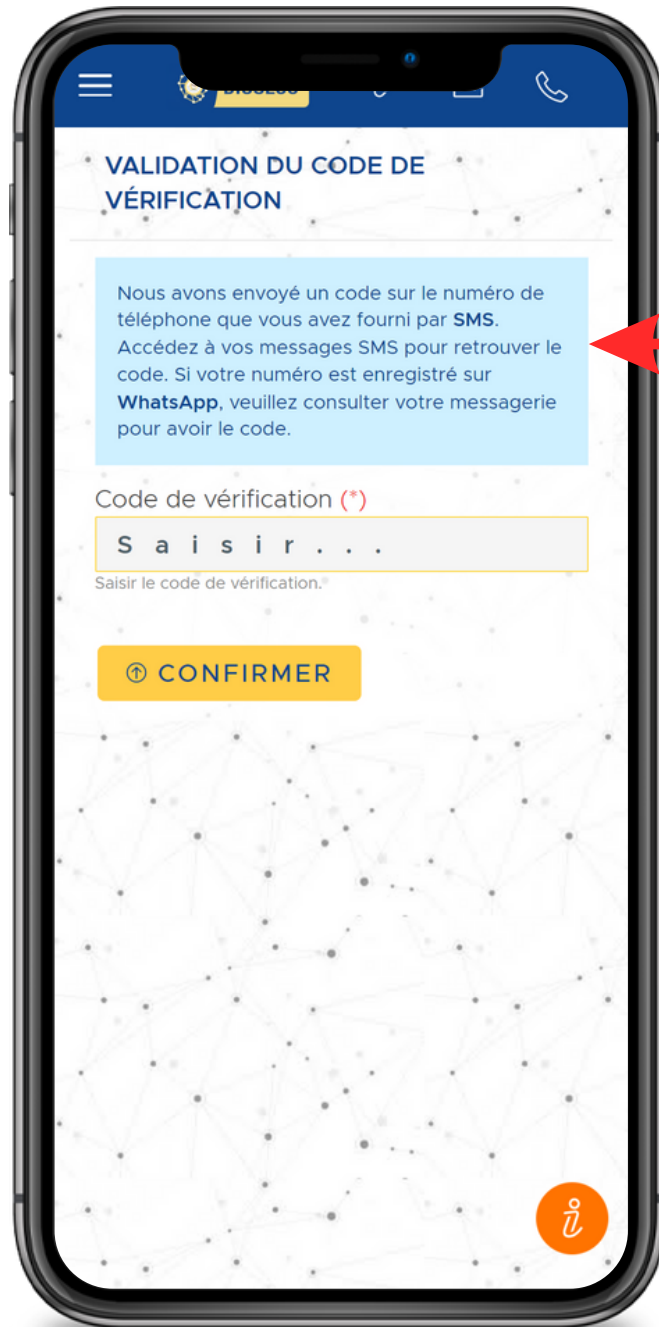 VALIDATION DU CODE DE
VÉRIFICATION
Nous avons envoyé un code sur le numéro de
téléphone que vous avez fourni par SMS.
Accédez à vos messages SMS pour retrouver le
code. Si votre numéro est enregistré sur
WhatsApp, veuillez consulter votre messagerie
pour avoir le code.
Code de vérification (*)
Saisir...
Saisir le code de vérification.
CONFIRMER